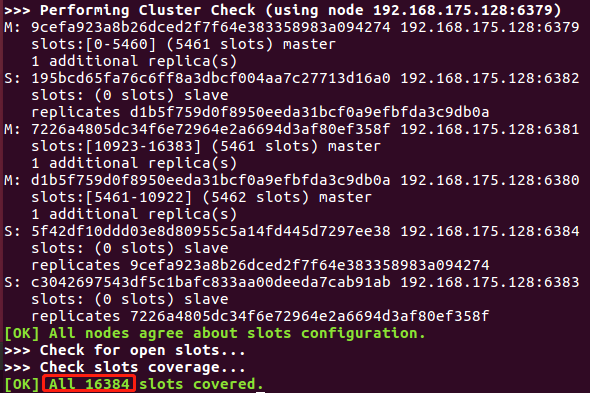 >>> Performing Cluster Check (using node 192.168.175.128:6379)
M: 9cefa923a8b26dced2f7f64e383358983a094274 192.168.175.128:6379
   slots:[0-5460] (5461 slots) master
   1 additional replica(s)
S: 195bcd65fa76c6ff8a3dbcf004aa7c27713d16a0 192.168.175.128:6382
   slots: (0 slots) slave
   replicates d1b5f759d0f8950eeda31bcf0a9efbfda3c9db0a
M: 7226a4805dc34f6e72964e2a6694d3af80ef358f 192.168.175.128:6381
   slots:[10923-16383] (5461 slots) master
   1 additional replica(s)
M: d1b5f759d0f8950eeda31bcf0a9efbfda3c9db0a 192.168.175.128:6380
   slots:[5461-10922] (5462 slots) master
   1 additional replica(s)
S: 5f42df10ddd03e8d80955c5a14fd445d7297ee38 192.168.175.128:6384
   slots: (0 slots) slave
   replicates 9cefa923a8b26dced2f7f64e383358983a094274
S: c3042697543df5c1bafc833aa00deeda7cab91ab 192.168.175.128:6383
   slots: (0 slots) slave
   replicates 7226a4805dc34f6e72964e2a6694d3af80ef358f
[OK] All nodes agree about slots configuration.
>>> Check for open slots...
>>> Check slots coverage...
[OK] All 16384 slots covered.